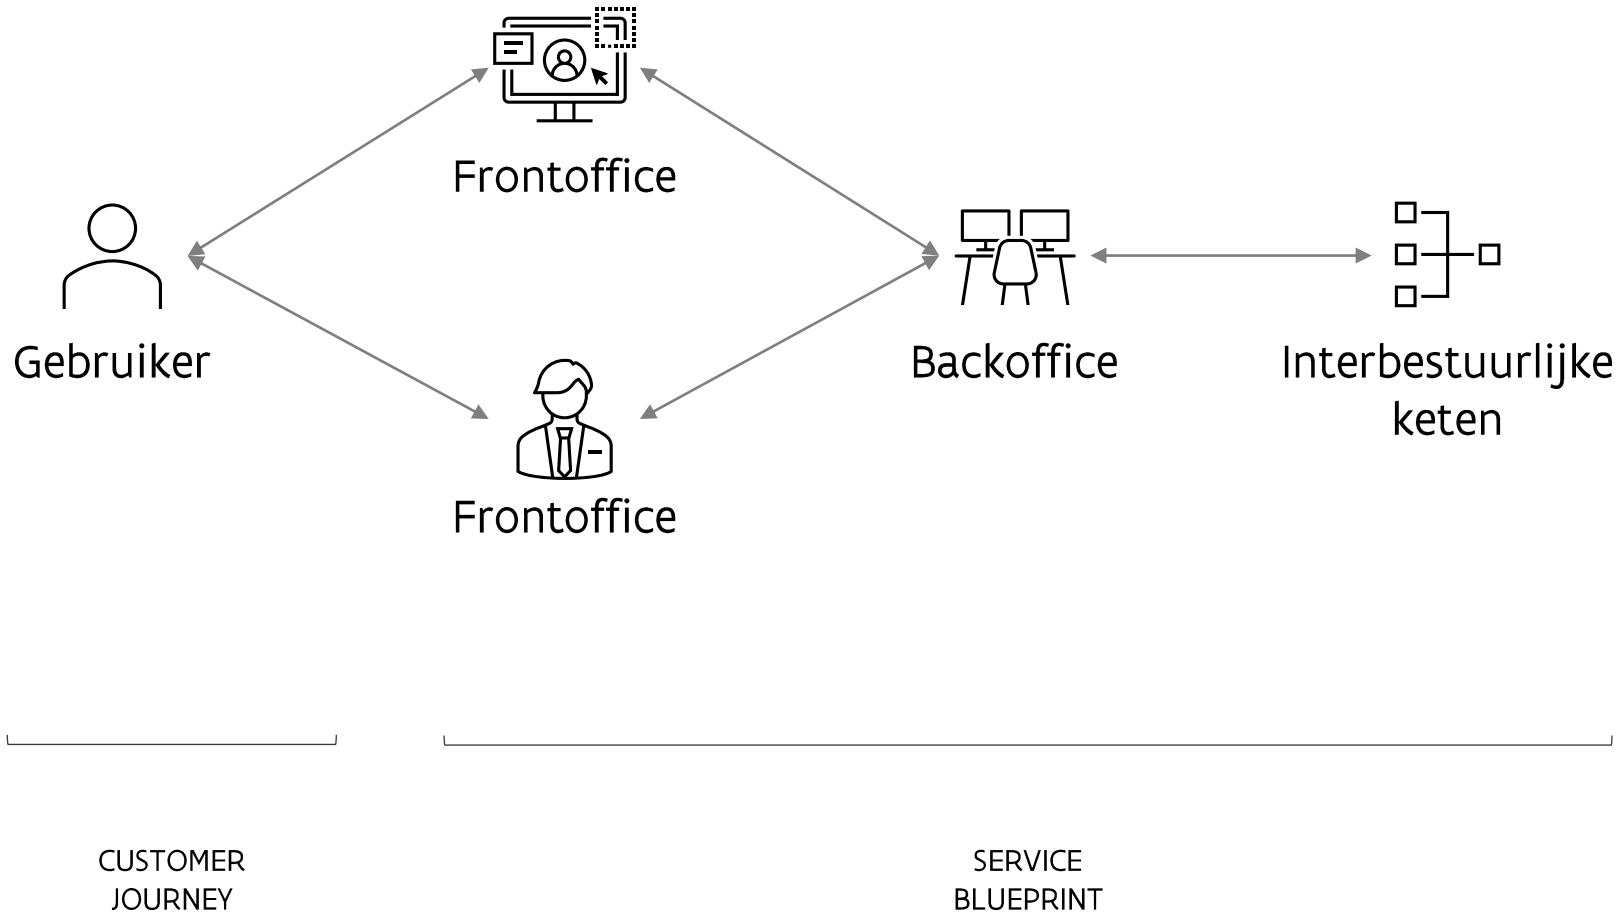 Frontoffice
Gebruiker
Backoffice
Interbestuurlijke
keten
Frontoffice
CUSTOMER
JOURNEY
SERVICE
BLUEPRINT